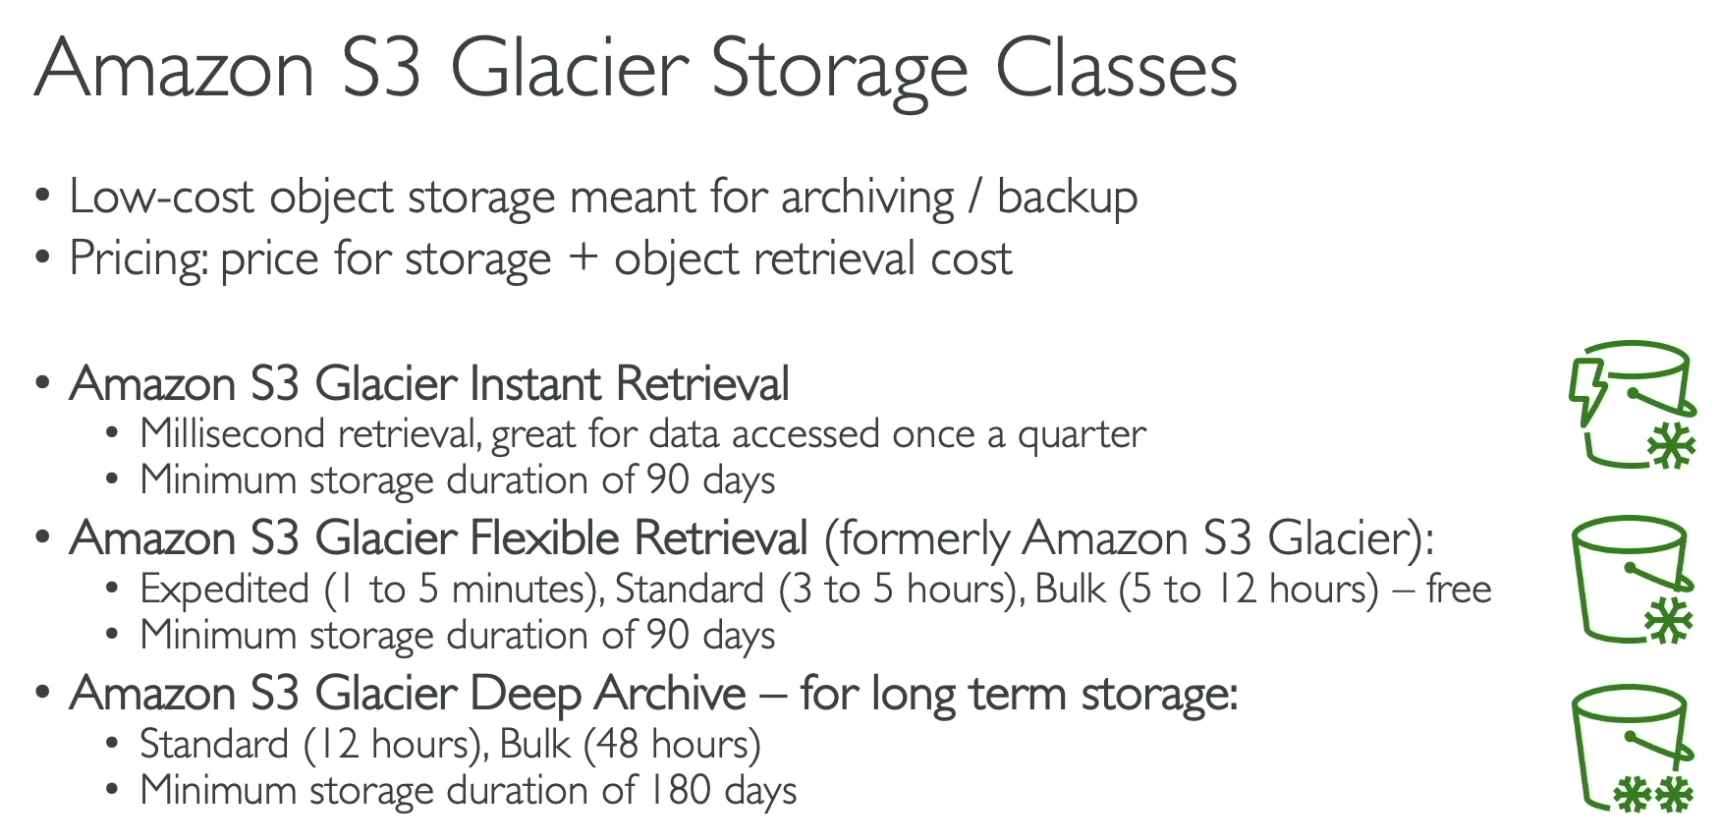 Amazon S3 Glacier Storage Classes
• Low-cost object storage meant for archiving / backup
• Pricing: price for storage + object retrieval cost
• Amazon S3 Glacier Instant Retrieval
• Millisecond retrieval, great for data accessed once a quarter
• Minimum storage duration of 90 days
• Amazon S3 Glacier Flexible Retrieval (formerly Amazon S3 Glacier):
• Expedited (1 to 5 minutes), Standard (3 to 5 hours), Bulk (5 to 12 hours) – free
• Minimum storage duration of 90 days
• Amazon S3 Glacier Deep Archive – for long term storage:
• Standard (12 hours), Bulk (48 hours)
• Minimum storage duration of 180 days